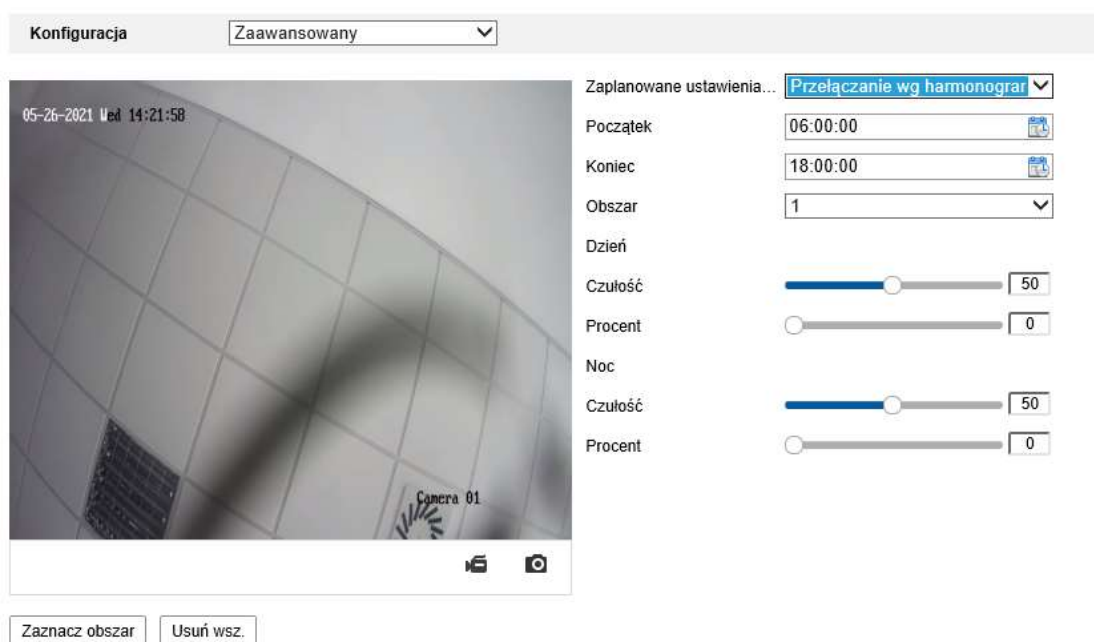 Konfiguracja Zaawansowany
05-26-2021 Wed 14:21:58
Camera 01
Zaznacz obszar Usuń wsz.
Zaplanowane ustawienia... Przełączanie wg harmonogram
Początek 06:00:00
Koniec 18:00:00
Obszar 1
Dzień
Czułość 50
Procent 0
Noc
Czułość 50
Procent 0